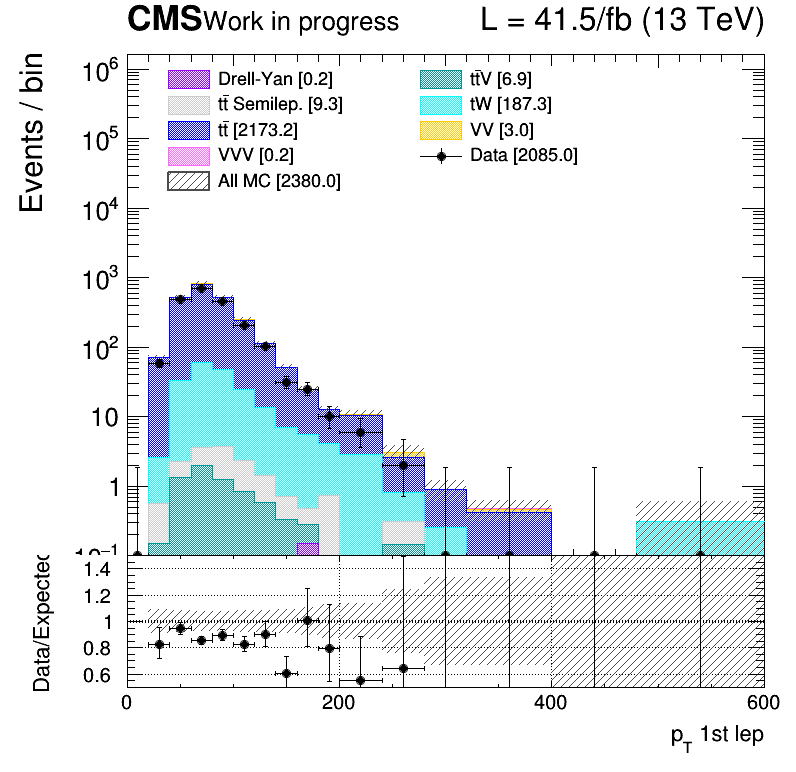 CMS Work in progress L = 41.5/fb (13 TeV)
Events / bin
Drell-Yan [0.2]
tt̄ Semilep. [9.3]
tt̄ [2173.2]
VVV [0.2]
All MC [2380.0]
tt̄V [6.9]
tW [187.3]
VV [3.0]
Data [2085.0]
10⁶
10⁵
10⁴
10³
10²
10
1
10⁻¹
Data/Expected
1.4
1.2
1
0.8
0.6
0 200 400 600
p_T 1st lep